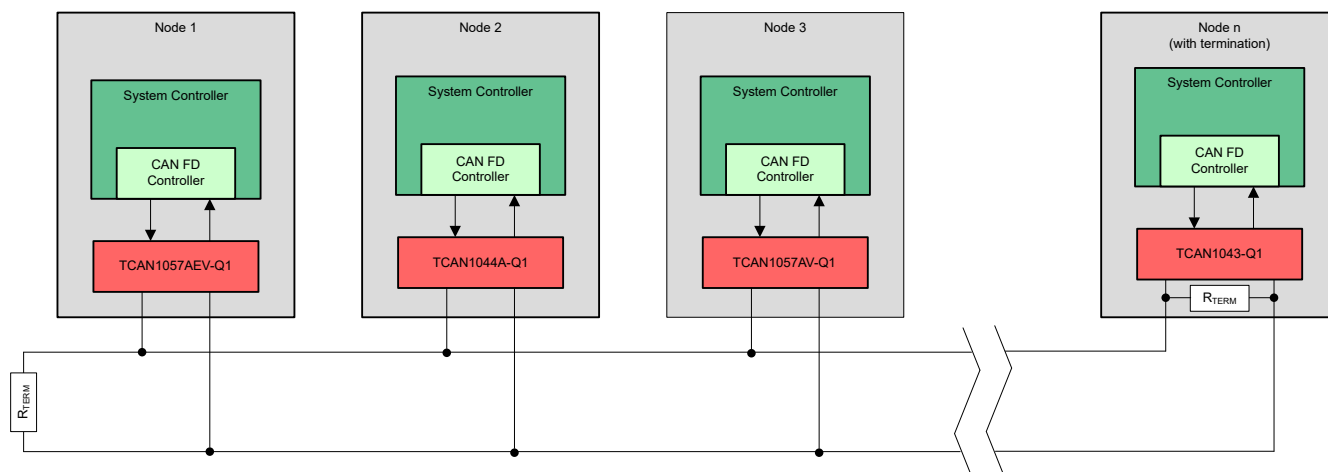 Node 1
System Controller
CAN FD
Controller
TCAN1057AEV-Q1
Node 2
System Controller
CAN FD
Controller
TCAN1044A-Q1
Node 3
System Controller
CAN FD
Controller
TCAN1057AV-Q1
Node n
(with termination)
System Controller
CAN FD
Controller
TCAN1043-Q1
RTERM
RTERM